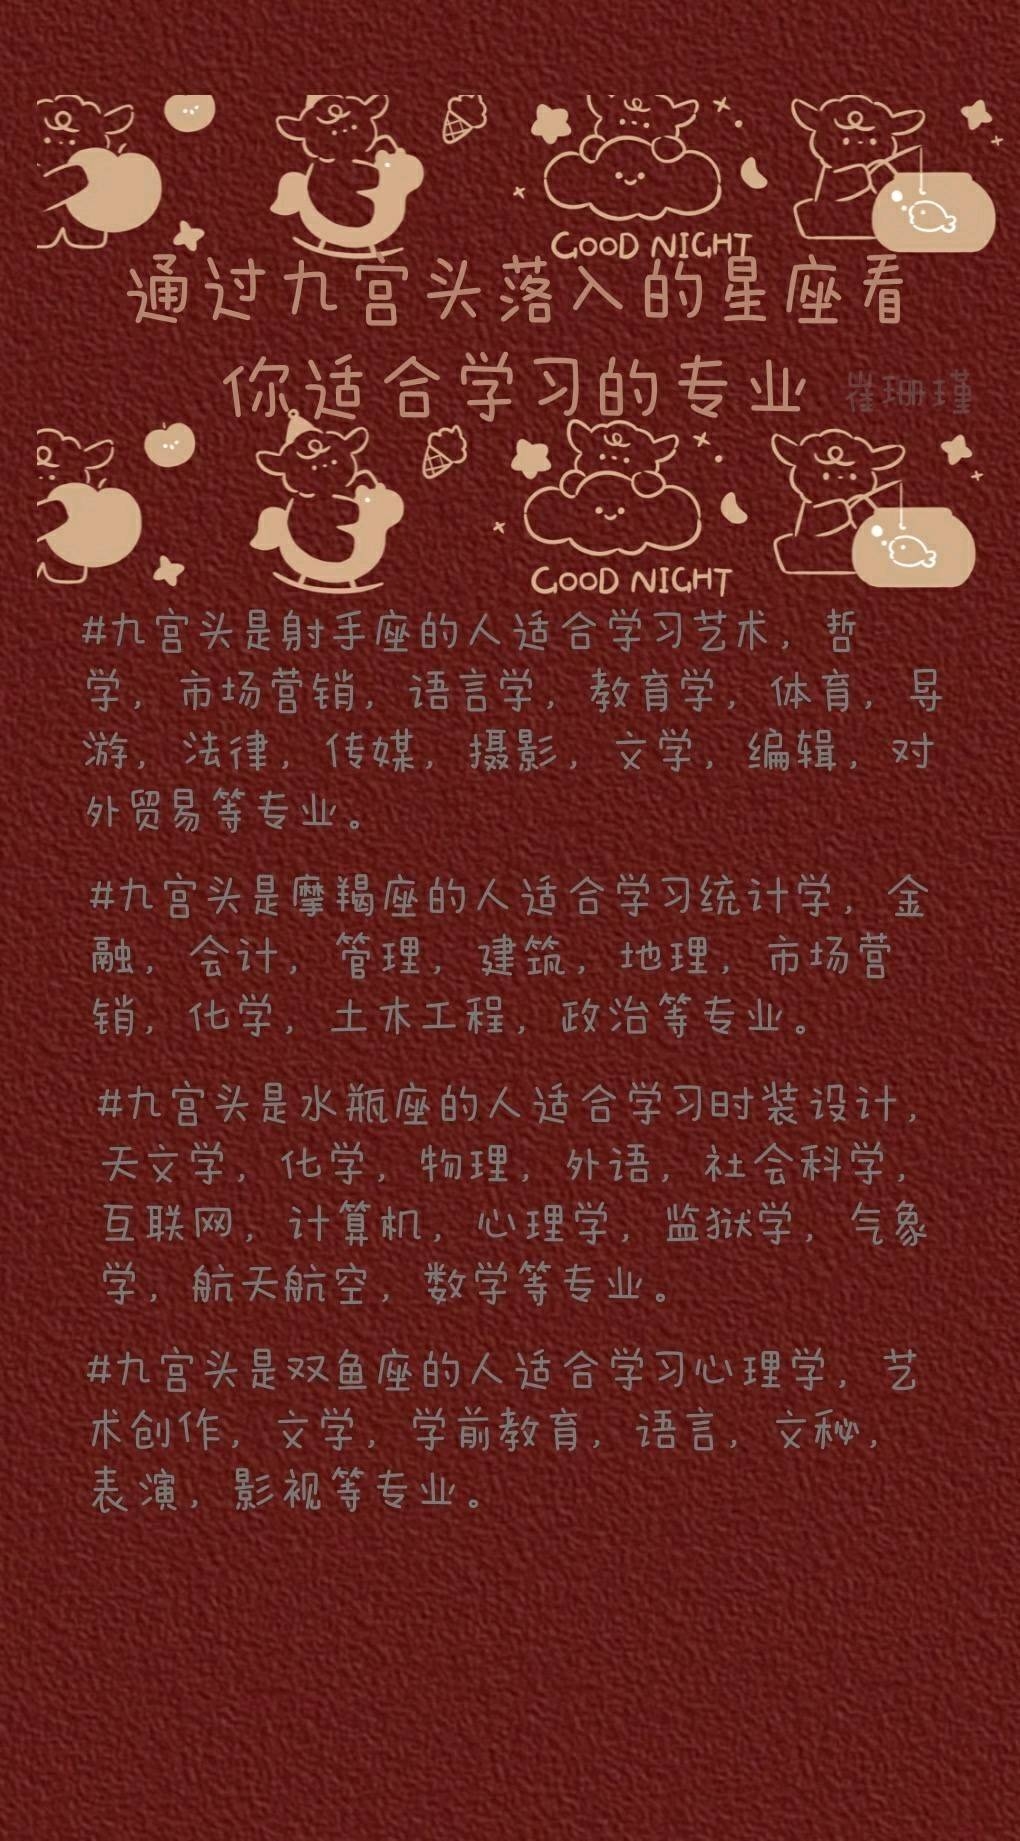 GOOD NIGHT
通过九宫头落入的星座看
你适合学习的专业 崔珊瑾
GOOD NIGHT
#九宫头是射手座的人适合学习艺术，哲
学，市场营销，语言学，教育学，体育，导
游，法律，传媒，摄影，文学，编辑，对
外贸易等专业。
#九宫头是摩羯座的人适合学习统计学，金
融，会计，管理，建筑，地理，市场营
销，化学，土木工程，政治等专业。
#九宫头是水瓶座的人适合学习时装设计，
天文学，化学，物理，外语，社会科学，
互联网，计算机，心理学，监狱学，气象
学，航天航空，数学等专业。
#九宫头是双鱼座的人适合学习心理学，艺
术创作，文学，学前教育，语言，文秘，
表演，影视等专业。